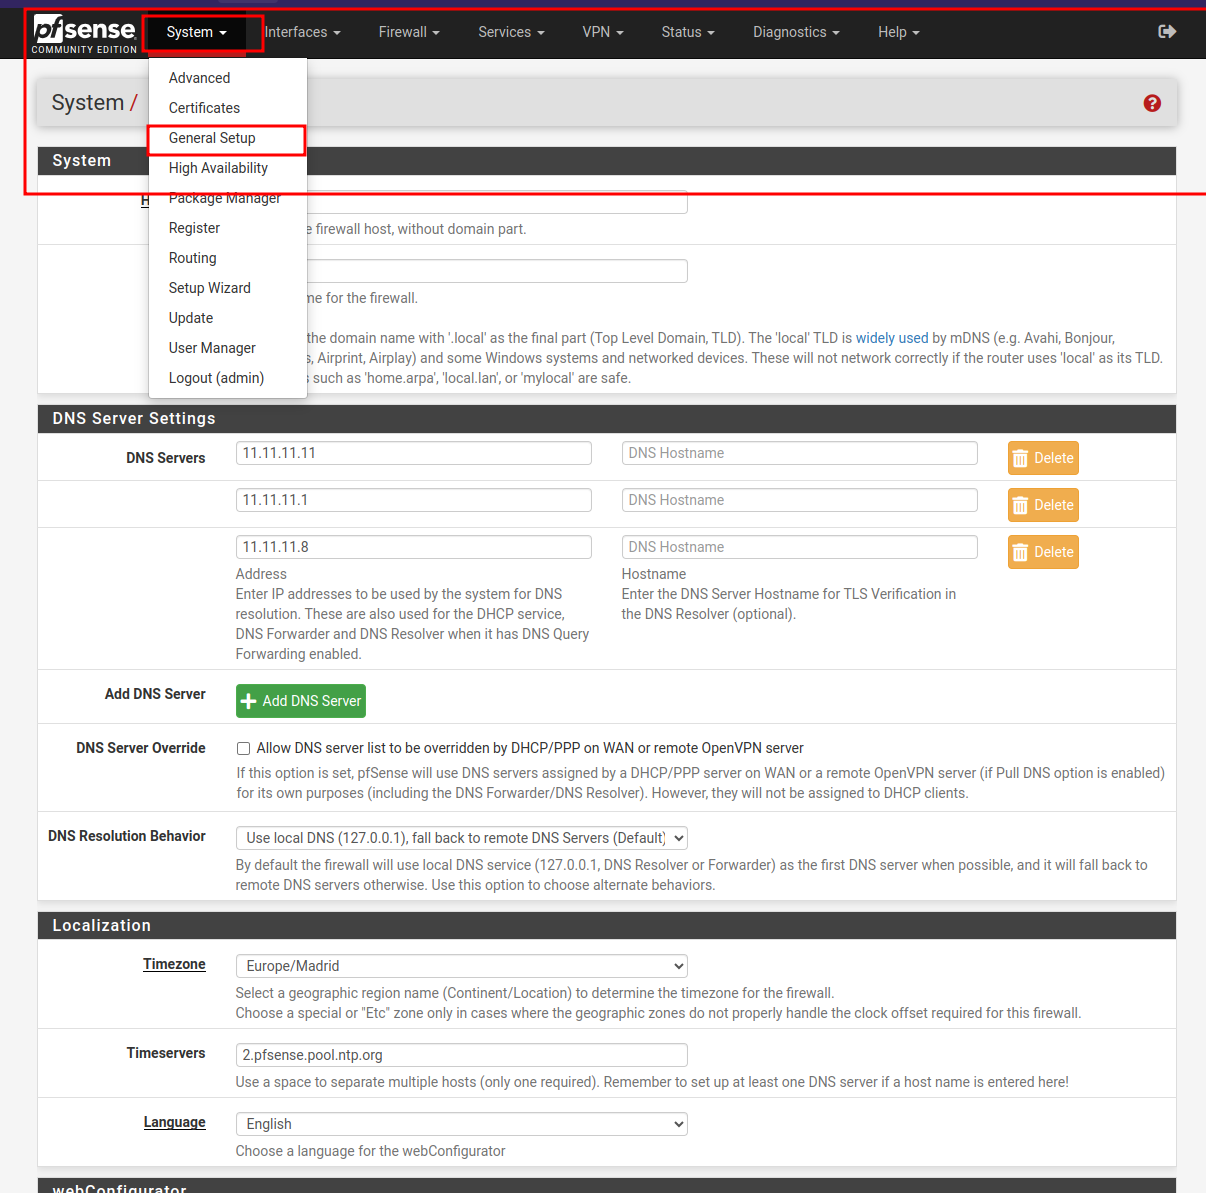 pfsense
COMMUNITY EDITION
System Interfaces Firewall Services VPN Status Diagnostics Help
Advanced
Certificates
General Setup
High Availability
Package Manager
Register
Routing
Setup Wizard
Update
User Manager
Logout (admin)
System /
System
H
firewall host, without domain part.
for the firewall.
the domain name with '.local' as the final part (Top Level Domain, TLD). The 'local' TLD is widely used by mDNS (e.g. Avahi, Bonjour,
, Airprint, Airplay) and some Windows systems and networked devices. These will not network correctly if the router uses 'local' as its TLD.
such as 'home.arpa', 'local.lan', or 'mylocal' are safe.
DNS Server Settings
DNS Servers 11.11.11.11 DNS Hostname Delete
11.11.11.1 DNS Hostname Delete
11.11.11.8 DNS Hostname Delete
Address Hostname
Enter IP addresses to be used by the system for DNS
resolution. These are also used for the DHCP service,
DNS Forwarder and DNS Resolver when it has DNS Query
Forwarding enabled.
Enter the DNS Server Hostname for TLS Verification in
the DNS Resolver (optional).
Add DNS Server Add DNS Server
DNS Server Override Allow DNS server list to be overridden by DHCP/PPP on WAN or remote OpenVPN server
If this option is set, pfSense will use DNS servers assigned by a DHCP/PPP server on WAN or a remote OpenVPN server (if Pull DNS option is enabled)
for its own purposes (including the DNS Forwarder/DNS Resolver). However, they will not be assigned to DHCP clients.
DNS Resolution Behavior Use local DNS (127.0.0.1), fall back to remote DNS Servers (Default)
By default the firewall will use local DNS service (127.0.0.1, DNS Resolver or Forwarder) as the first DNS server when possible, and it will fall back to
remote DNS servers otherwise. Use this option to choose alternate behaviors.
Localization
Timezone Europe/Madrid
Select a geographic region name (Continent/Location) to determine the timezone for the firewall.
Choose a special or "Etc" zone only in cases where the geographic zones do not properly handle the clock offset required for this firewall.
Timeservers 2.pfsense.pool.ntp.org
Use a space to separate multiple hosts (only one required). Remember to set up at least one DNS server if a host name is entered here!
Language English
Choose a language for the webConfigurator
webConfigurator